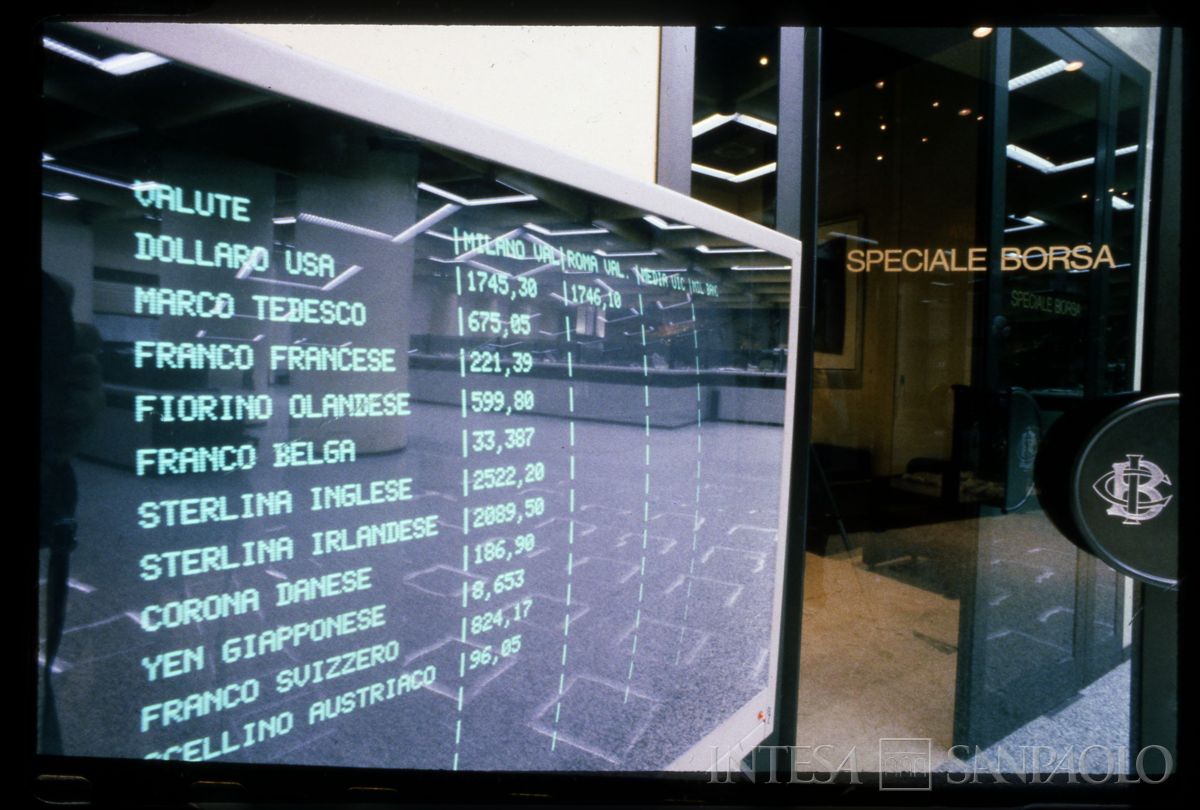 VALUTE |MILANO VAL|ROMA VAL.|MEDIA UIC|
DOLLARO USA |1745,30 |1746,10
MARCO TEDESCO |675,05
FRANCO FRANCESE |221,39
FIORINO OLANDESE |599,80
FRANCO BELGA |33,387
STERLINA INGLESE |2522,20
STERLINA IRLANDESE |2089,50
CORONA DANESE |186,90
YEN GIAPPONESE |8,653
FRANCO SVIZZERO |824,17
SCELLINO AUSTRIACO |96,05
SPECIALE BORSA
SPECIALE BORSA
INTESA SANPAOLO